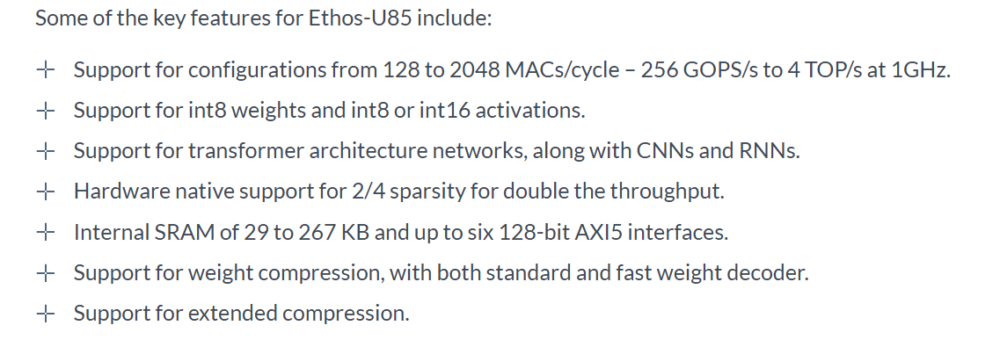 Some of the key features for Ethos-U85 include:
Support for configurations from 128 to 2048 MACs/cycle – 256 GOPS/s to 4 TOP/s at 1GHz.
Support for int8 weights and int8 or int16 activations.
Support for transformer architecture networks, along with CNNs and RNNs.
Hardware native support for 2/4 sparsity for double the throughput.
Internal SRAM of 29 to 267 KB and up to six 128-bit AXI5 interfaces.
Support for weight compression, with both standard and fast weight decoder.
Support for extended compression.